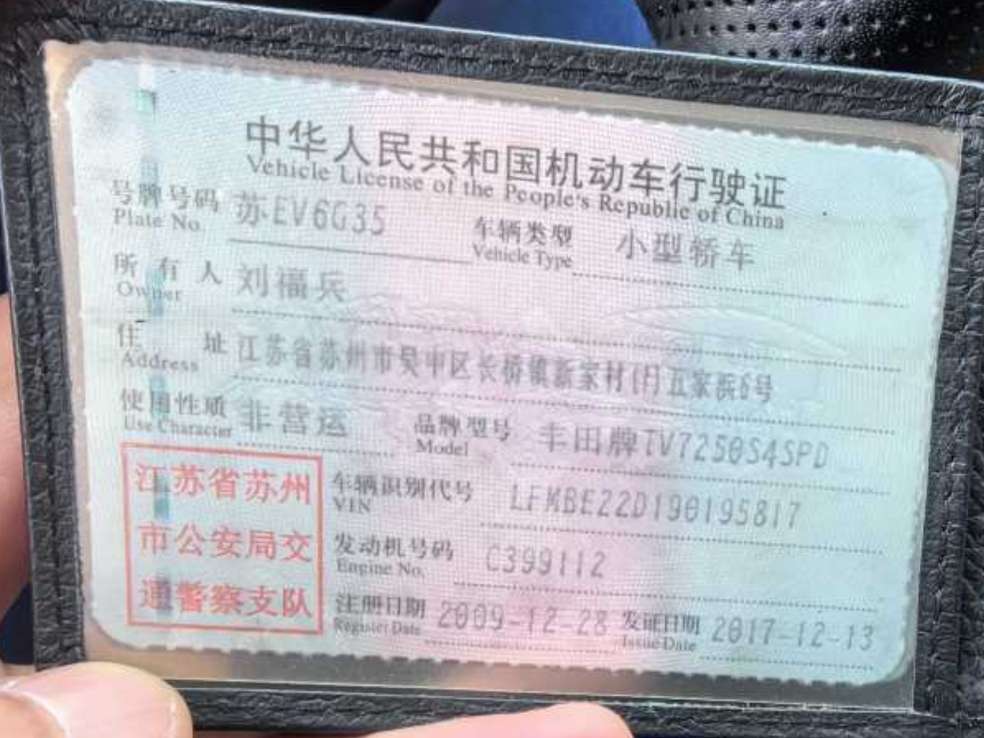 中华人民共和国机动车行驶证
Vehicle License of the People's Republic of China
号牌号码 苏EV6G35 车辆类型 小型轿车
Plate No. Vehicle Type
所有人 刘福兵
Owner
住址 江苏省苏州市吴中区长桥镇新家村(1)五家浜6号
Address
使用性质 非营运 品牌型号 丰田牌TV7250S4SPD
Use Character Model
江苏省苏州
市公安局交
通警察支队
车辆识别代号 LFMBE22D190195817
VIN
发动机号码 C399112
Engine No.
注册日期 2009-12-28 发证日期 2017-12-13
Register Date Issue Date